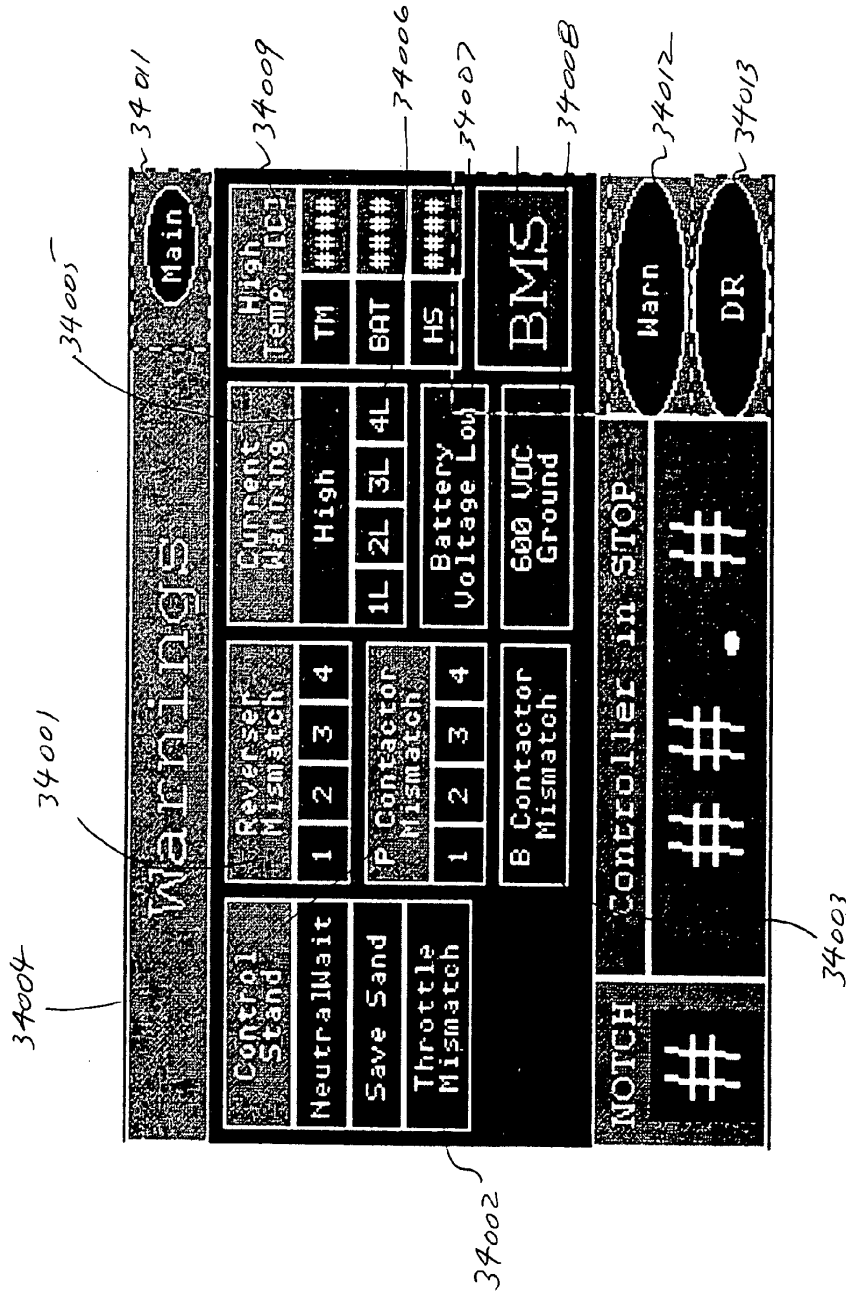 34011
34009
34006
34007
34008
34012
34013
34005
34001
34004
34002
34003
Warnings
Main
Control
Stand
NeutralWait
Save Sand
Throttle
Mismatch
Reverser
Mismatch
1 2 3 4
P Contactor
Mismatch
1 2 3 4
B Contactor
Mismatch
Current
Warning
High
1L 2L 3L 4L
Battery
Voltage Low
600 VDC
Ground
High
Temp. [C]
TM ####
BAT ####
HS ####
BMS
NOTCH
#
Controller in STOP
##.#
Warn
DR